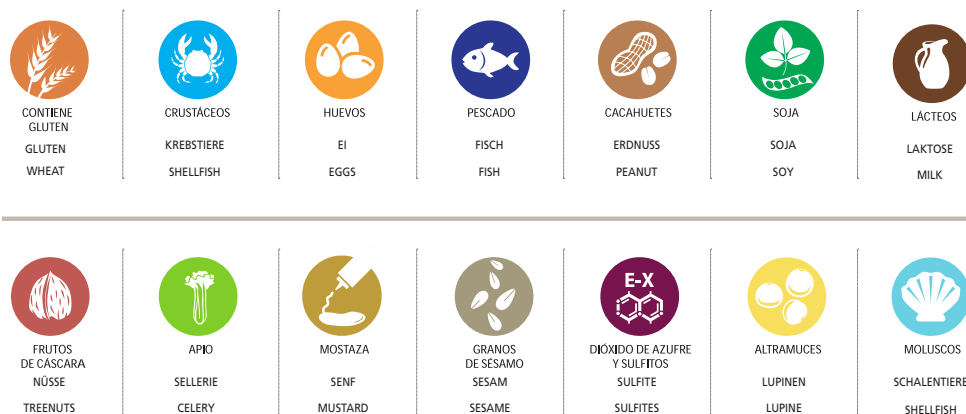 CONTIENE
GLUTEN
GLUTEN
WHEAT
CRUSTÁCEOS
KREBSTIERE
SHELLFISH
HUEVOS
EI
EGGS
PESCADO
FISCH
FISH
CACAHUETES
ERDNUSS
PEANUT
SOJA
SOJA
SOY
LÁCTEOS
LAKTOSE
MILK
FRUTOS
DE CÁSCARA
NÜSSE
TREENUTS
APIO
SELLERIE
CELERY
MOSTAZA
SENF
MUSTARD
GRANOS
DE SÉSAMO
SESAM
SESAME
E-X
DIÓXIDO DE AZUFRE
Y SULFITOS
SULFITE
SULFITES
ALTRAMUCES
LUPINEN
LUPINE
MOLUSCOS
SCHALENTIERE
SHELLFISH